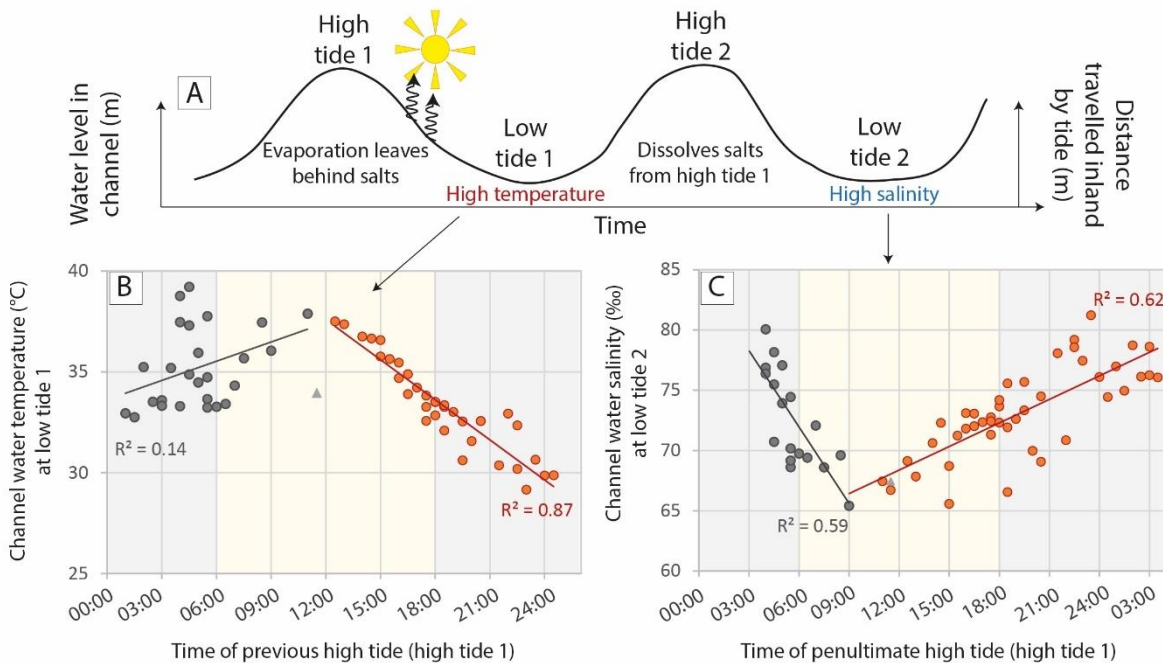 A
Water level in
channel (m)
High
tide 1
Evaporation leaves
behind salts
Low
tide 1
High temperature
High
tide 2
Dissolves salts
from high tide 1
Low
tide 2
High salinity
Distance
travelled inland
by tide (m)
Time
B
Channel water temperature (°C)
at low tide 1
40
35
30
25
R² = 0.14
R² = 0.87
00:00
03:00
06:00
09:00
12:00
15:00
18:00
21:00
24:00
Time of previous high tide (high tide 1)
C
Channel water salinity (‰)
at low tide 2
85
80
75
70
65
60
R² = 0.62
R² = 0.59
00:00
03:00
06:00
09:00
12:00
15:00
18:00
21:00
24:00
03:00
Time of penultimate high tide (high tide 1)